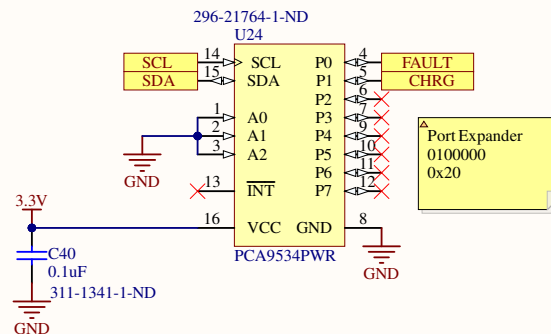 296-21764-1-ND
U24
SCL 14 SCL P0 4 FAULT
SDA 15 SDA P1 5 CHRG
P2 6
1 A0 P3 7
2 A1 P4 9
3 A2 P5 10
P6 11
13 INT P7 12
GND
16 VCC GND 8
PCA9534PWR
GND
3.3V
C40
0.1uF
311-1341-1-ND
GND
Port Expander
0100000
0x20